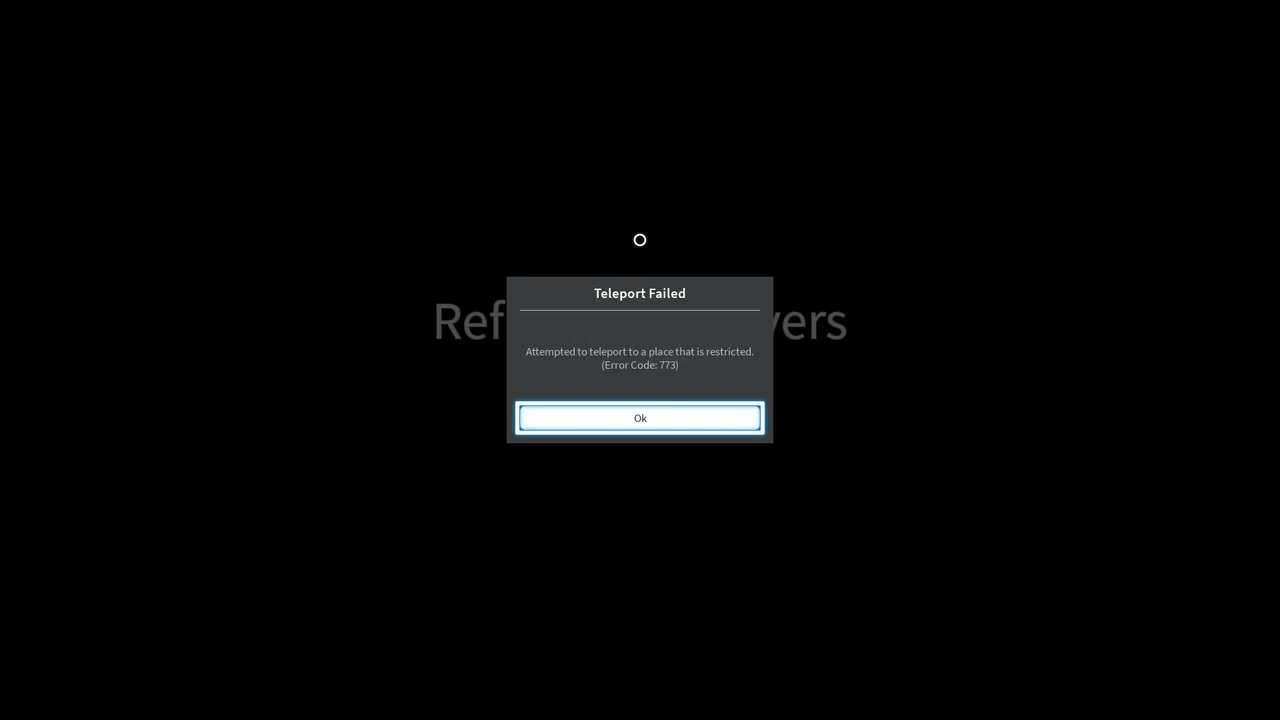 Teleport Failed
Attempted to teleport to a place that is restricted.
(Error Code: 773)
Ok